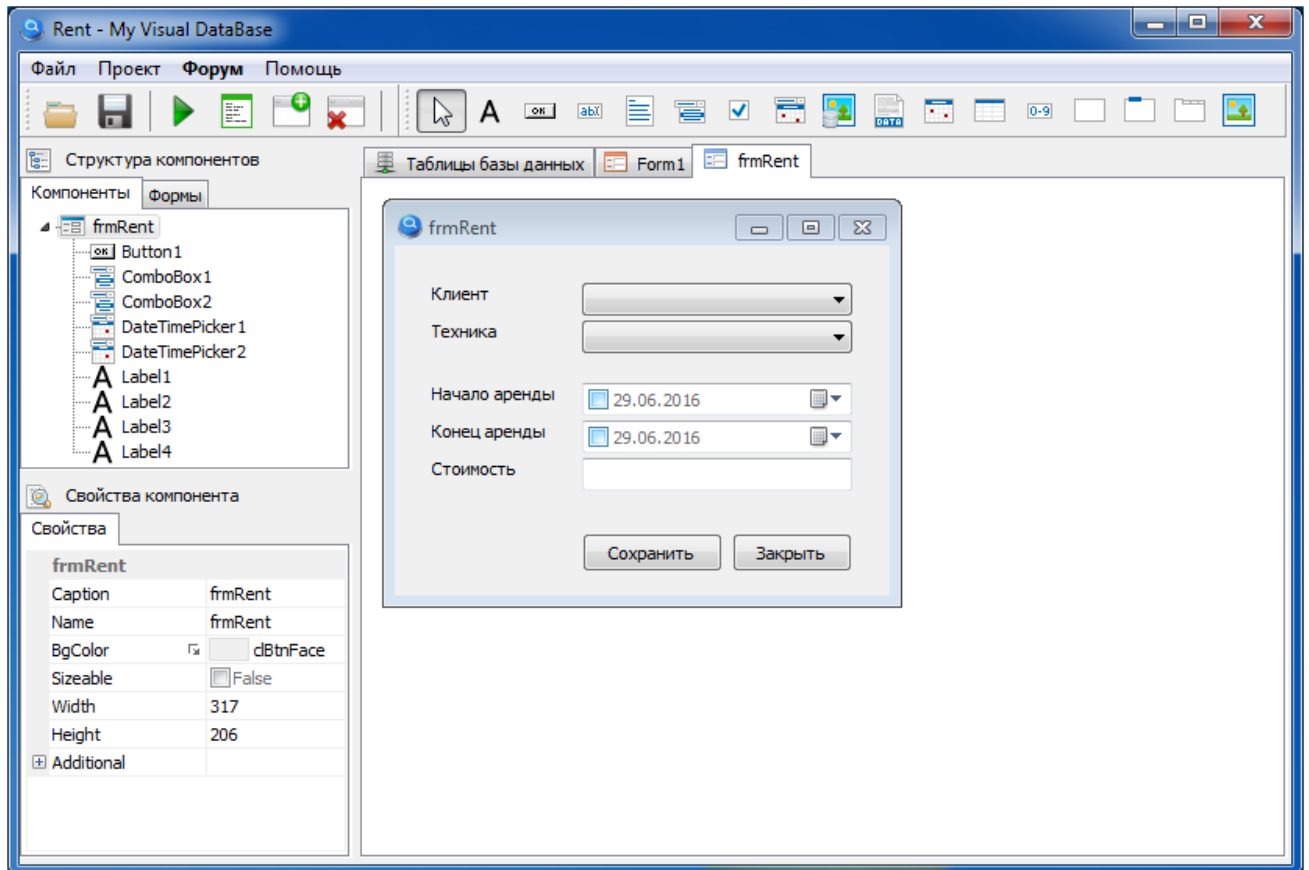 Rent - My Visual DataBase
Файл Проект Форум Помощь
A OK abI DATA 0-9
Структура компонентов
Таблицы базы данных Form1 frmRent
Компоненты Формы
frmRent
OK Button1
ComboBox1
ComboBox2
DateTimePicker1
DateTimePicker2
A Label1
A Label2
A Label3
A Label4
frmRent
Клиент
Техника
Начало аренды 29.06.2016
Конец аренды 29.06.2016
Стоимость
Сохранить Закрыть
Свойства компонента
Свойства
frmRent
Caption frmRent
Name frmRent
BgColor clBtnFace
Sizeable False
Width 317
Height 206
Additional